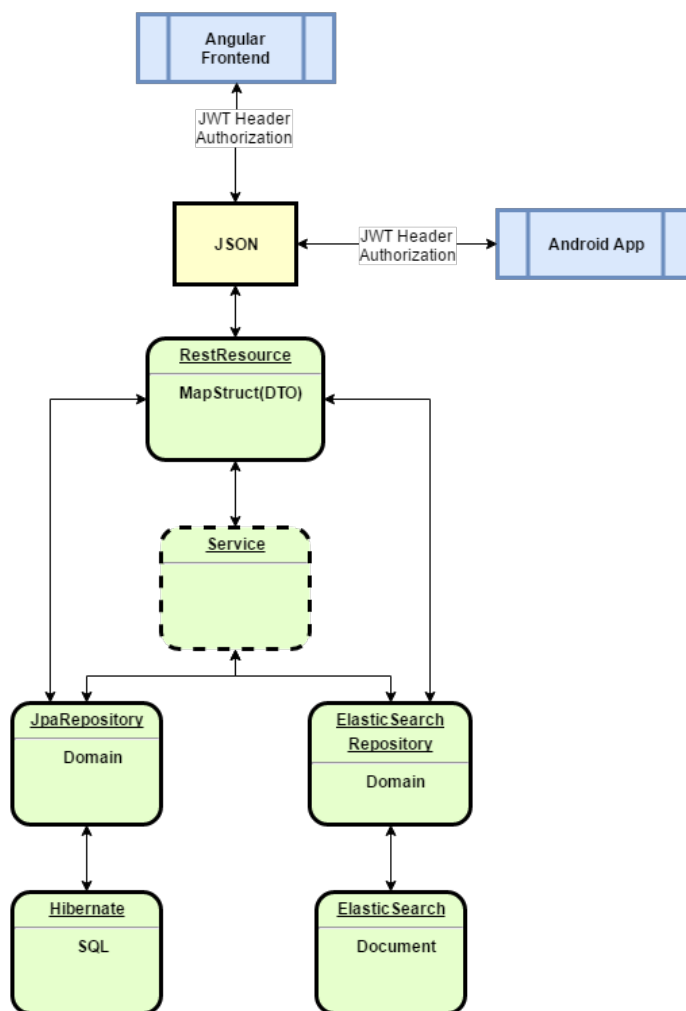 Angular
Frontend
JWT Header
Authorization
JSON
JWT Header
Authorization
Android App
RestResource
MapStruct(DTO)
Service
JpaRepository
Domain
ElasticSearch
Repository
Domain
Hibernate
SQL
ElasticSearch
Document